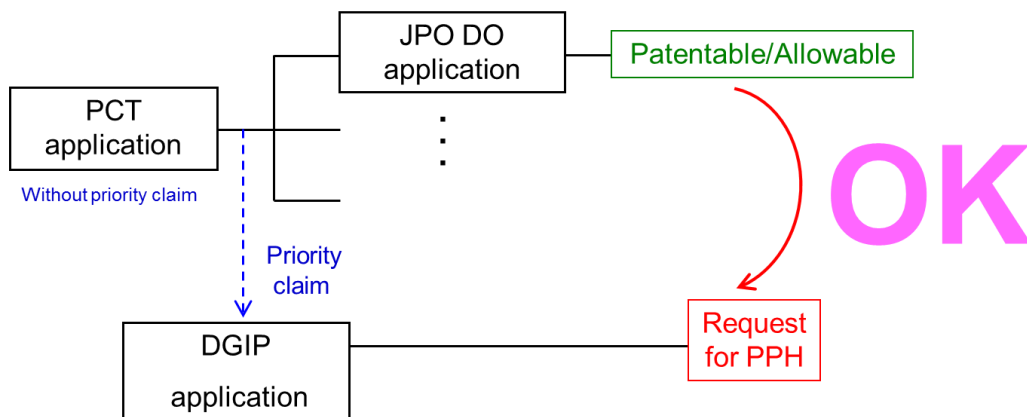 JPO DO
application
Patentable/Allowable
PCT
application
Without priority claim
OK
Priority
claim
DGIP
application
Request
for PPH